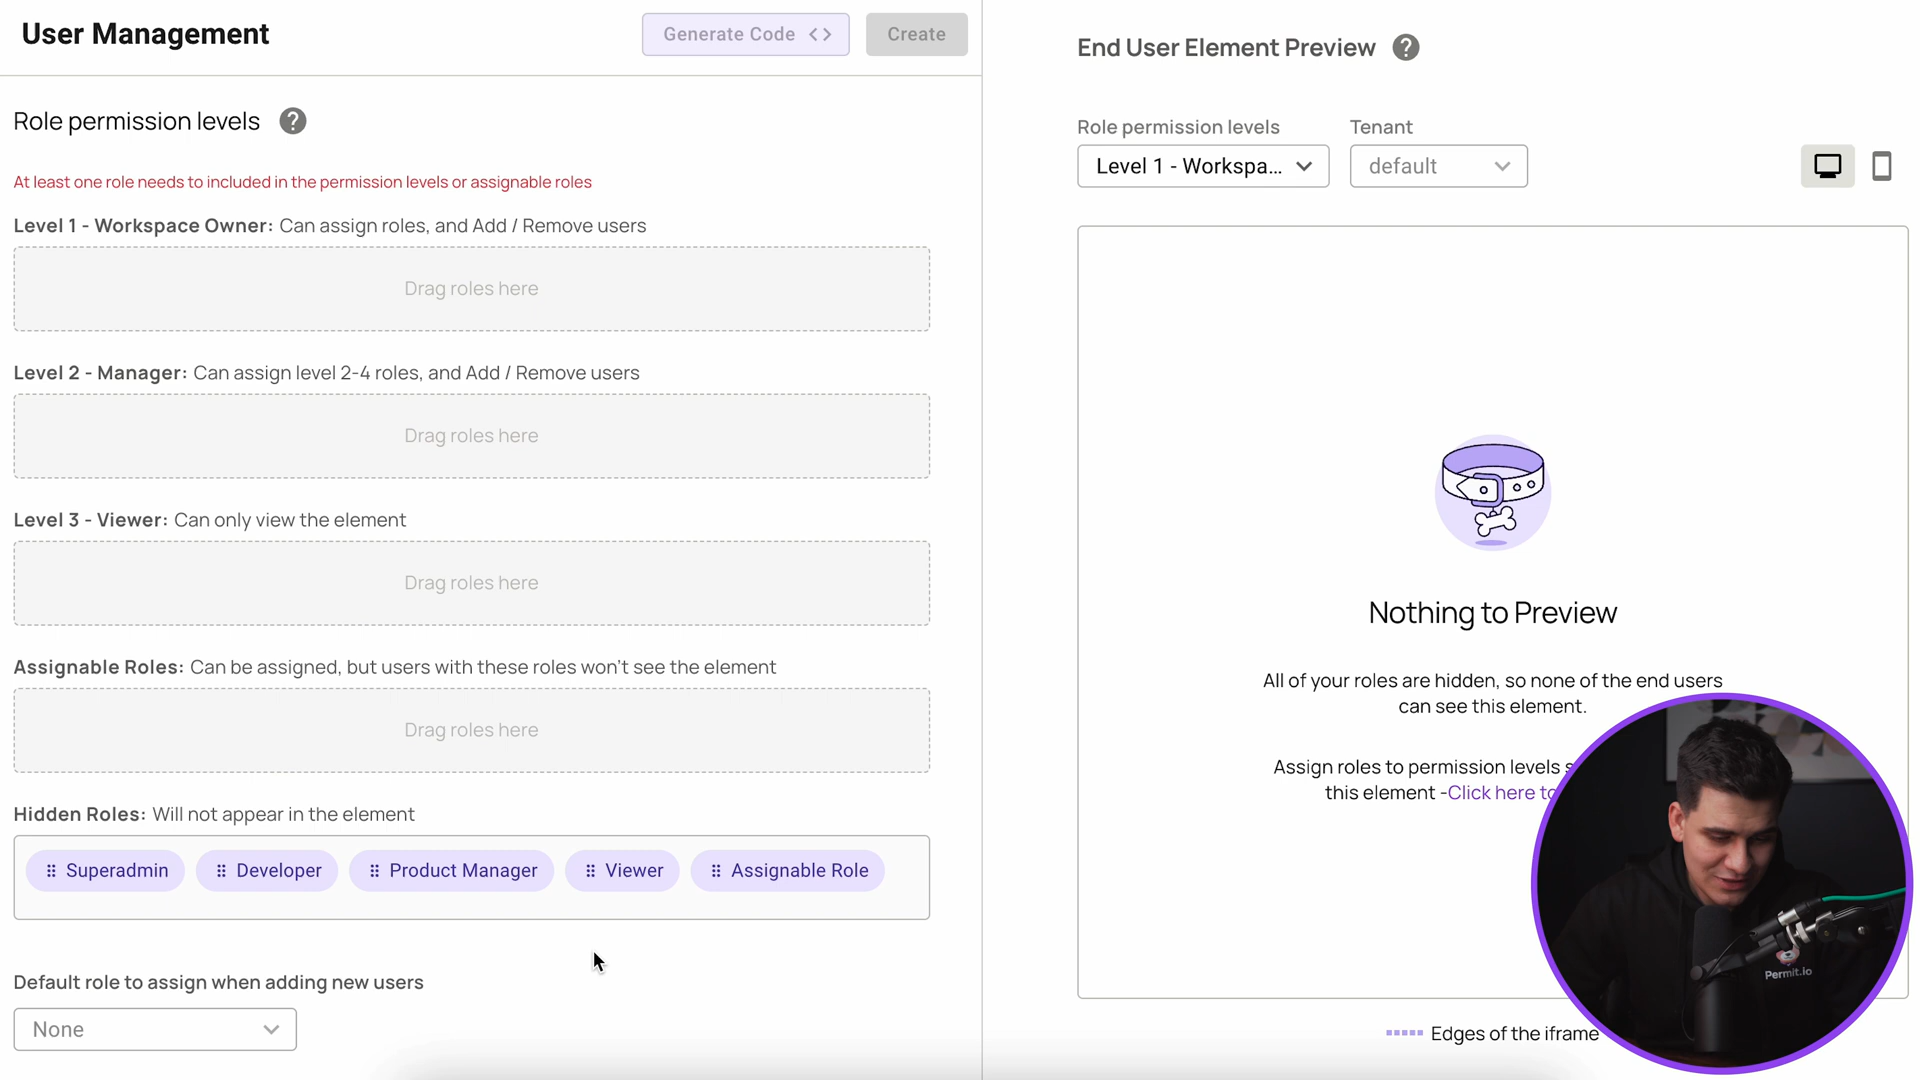 User Management
Generate Code <>
Create
Role permission levels ?
At least one role needs to included in the permission levels or assignable roles
Level 1 - Workspace Owner: Can assign roles, and Add / Remove users
Drag roles here
Level 2 - Manager: Can assign level 2-4 roles, and Add / Remove users
Drag roles here
Level 3 - Viewer: Can only view the element
Drag roles here
Assignable Roles: Can be assigned, but users with these roles won't see the element
Drag roles here
Hidden Roles: Will not appear in the element
Superadmin Developer Product Manager Viewer Assignable Role
Default role to assign when adding new users
None
End User Element Preview ?
Role permission levels Tenant
Level 1 - Workspa... default
Nothing to Preview
All of your roles are hidden, so none of the end users
can see this element.
Assign roles to permission levels
this element -Click here to
Edges of the iframe
Permit.io